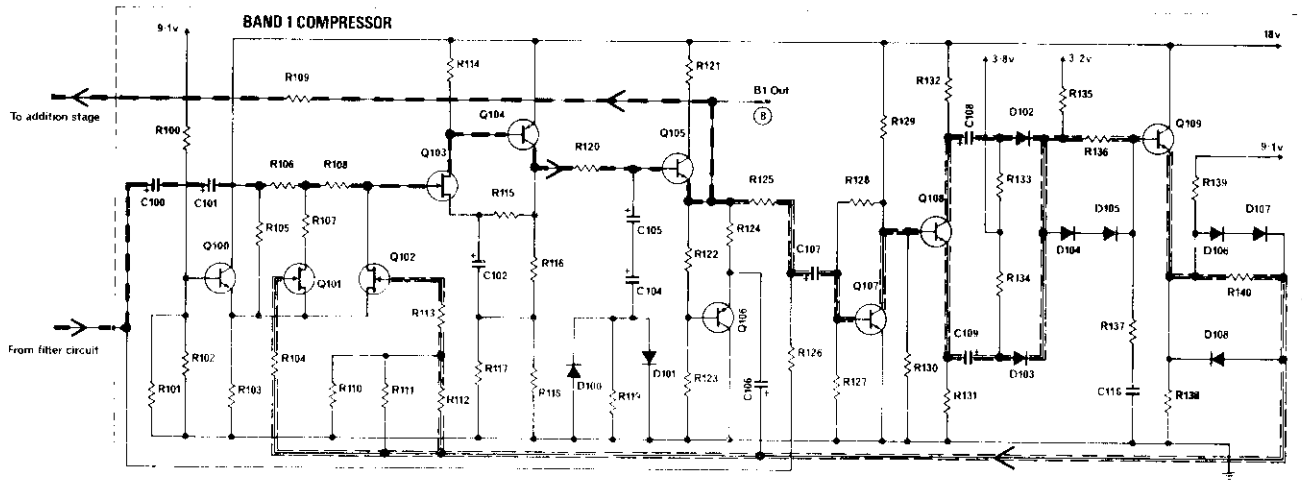 BAND 1 COMPRESSOR
9·1v
18v
R114
R121
R132
3·8v
3·2v
R109
B1 Out
C108
D102
R135
To addition stage
Q104
B
R100
Q103
Q105
R129
R136
Q109
R120
9·1v
R106
R108
R125
R128
R133
R139
C100
C101
R115
Q108
D105
D107
R107
C105
R124
C107
Q100
R105
Q102
R122
D104
D106
C102
R116
Q107
R134
R140
Q101
C104
Q106
R113
C109
From filter circuit
R102
R104
R126
R130
R137
D108
R117
D101
C106
D103
R101
R103
R110
R111
R112
D100
R119
R123
R127
R131
C116
R138
R118